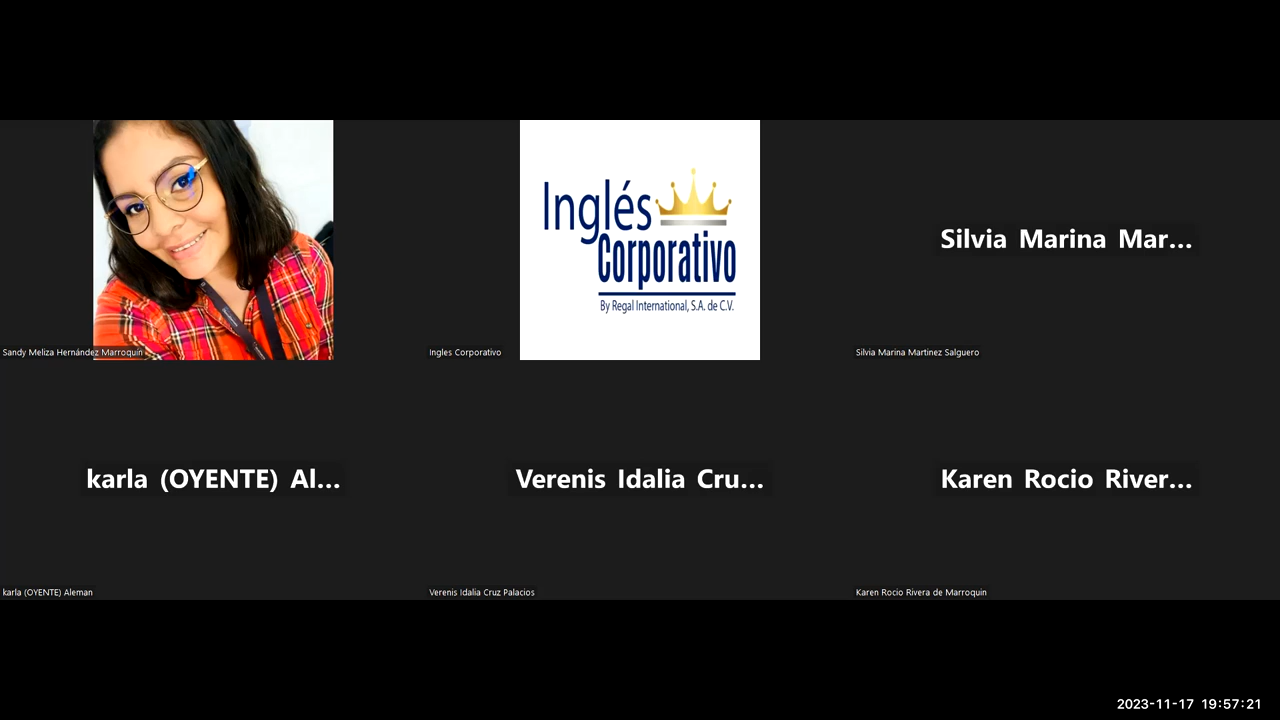 Inglés
Corporativo
By Regal International, S.A. de C.V.
Silvia Marina Mar...
Sandy Meliza Hernández Marroquín
Ingles Corporativo
Silvia Marina Martinez Salguero
karla (OYENTE) Al...
Verenis Idalia Cru...
Karen Rocio River...
karla (OYENTE) Aleman
Verenis Idalia Cruz Palacios
Karen Rocio Rivera de Marroquin
2023-11-17 19:57:21